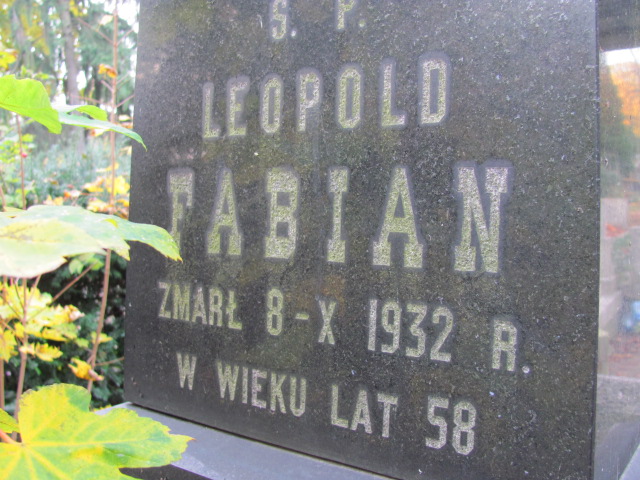 Ś. P.
LEOPOLD
FABIAN
ZMARŁ 8-X 1932 R.
W WIEKU LAT 58